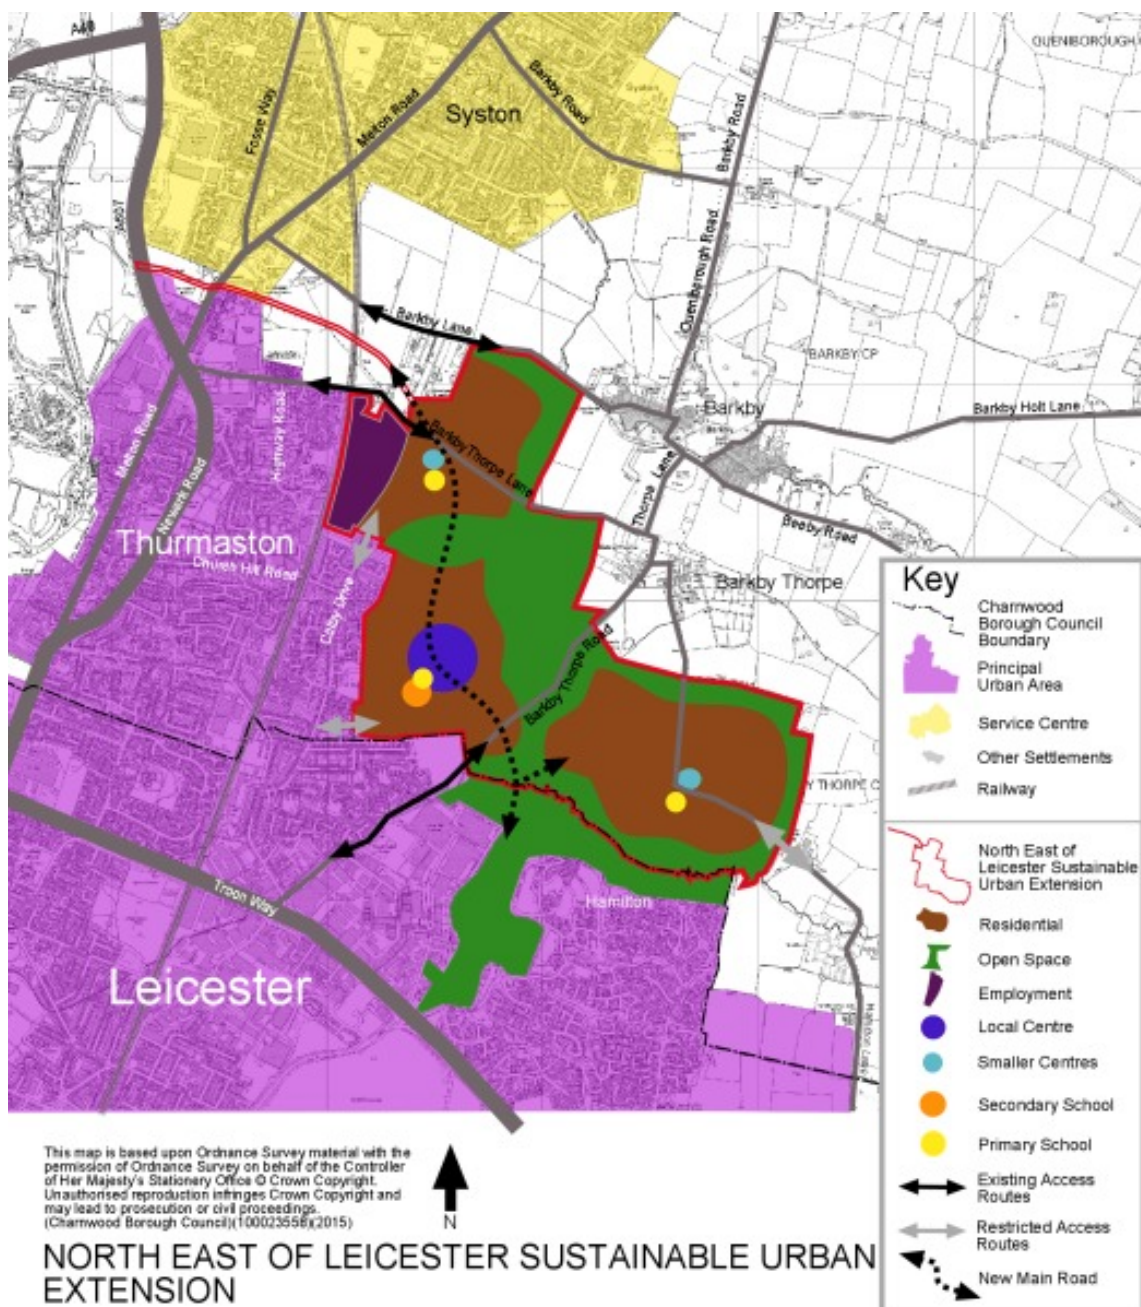 A46
QUENIBOROUGH
Barkby Road
Syston
Syston
Fosse Way
Melton Road
Barkby Road
A607
Queniborough Road
Barkby Lane
BARKBY CP
Barkby
Barkby Holt Lane
Highway Road
Melton Road
Newark Road
Barkby Thorpe Lane
Thorpe Lane
Beeby Road
Thurmaston
Church Hill Road
Colby Drive
Barkby Thorpe
Barkby Thorpe Road
Y THORPE C
Troon Way
Hamilton
Leicester
Key
Charnwood
Borough Council
Boundary
Principal
Urban Area
Service Centre
Other Settlements
Railway
North East of
Leicester Sustainable
Urban Extension
Residential
Open Space
Employment
Local Centre
Smaller Centres
Secondary School
Primary School
Existing Access
Routes
Restricted Access
Routes
New Main Road
This map is based upon Ordnance Survey material with the
permission of Ordnance Survey on behalf of the Controller
of Her Majesty's Stationery Office © Crown Copyright.
Unauthorised reproduction infringes Crown Copyright and
may lead to prosecution or civil proceedings.
(Charnwood Borough Council)(100023558)(2015)
N
NORTH EAST OF LEICESTER SUSTAINABLE URBAN
EXTENSION